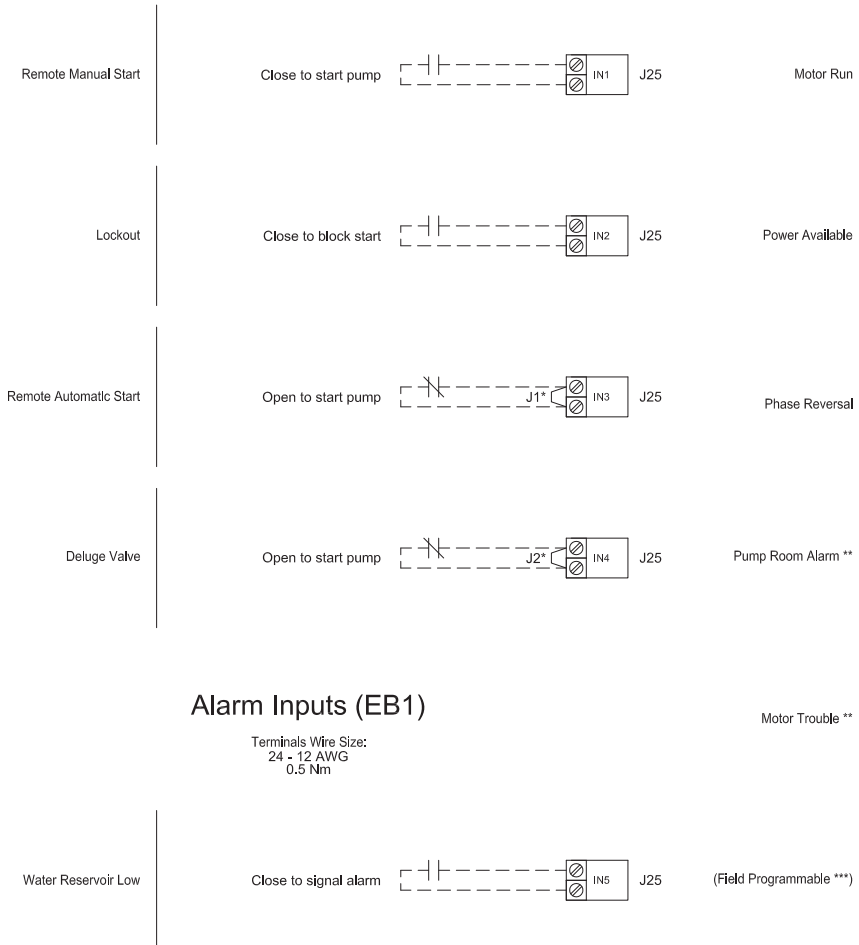 Remote Manual Start
Close to start pump
IN1
J25
Motor Run
Lockout
Close to block start
IN2
J25
Power Available
Remote Automatic Start
Open to start pump
J1*
IN3
J25
Phase Reversal
Deluge Valve
Open to start pump
J2*
IN4
J25
Pump Room Alarm **
Alarm Inputs (EB1)
Motor Trouble **
Terminals Wire Size:
24 - 12 AWG
0.5 Nm
Water Reservoir Low
Close to signal alarm
IN5
J25
(Field Programmable ***)